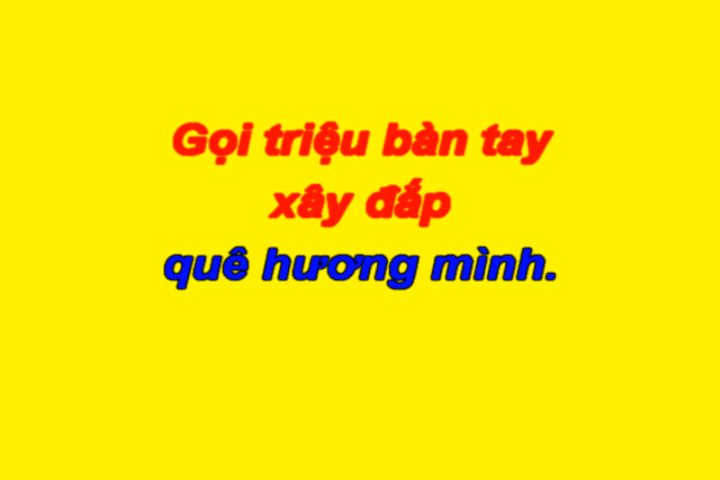 Gọi triệu bàn tay
xây đắp
quê hương mình.